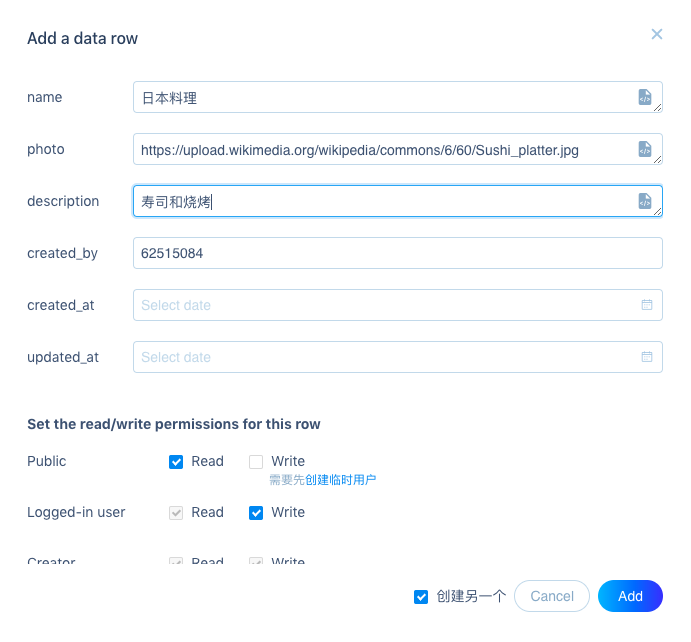 Add a data row
name
日本料理
photo
https://upload.wikimedia.org/wikipedia/commons/6/60/Sushi_platter.jpg
description
寿司和烧烤
created_by
62515084
created_at
Select date
updated_at
Select date
Set the read/write permissions for this row
Public Read Write
需要先创建临时用户
Logged-in user Read Write
Creator Read Write
创建另一个 Cancel Add